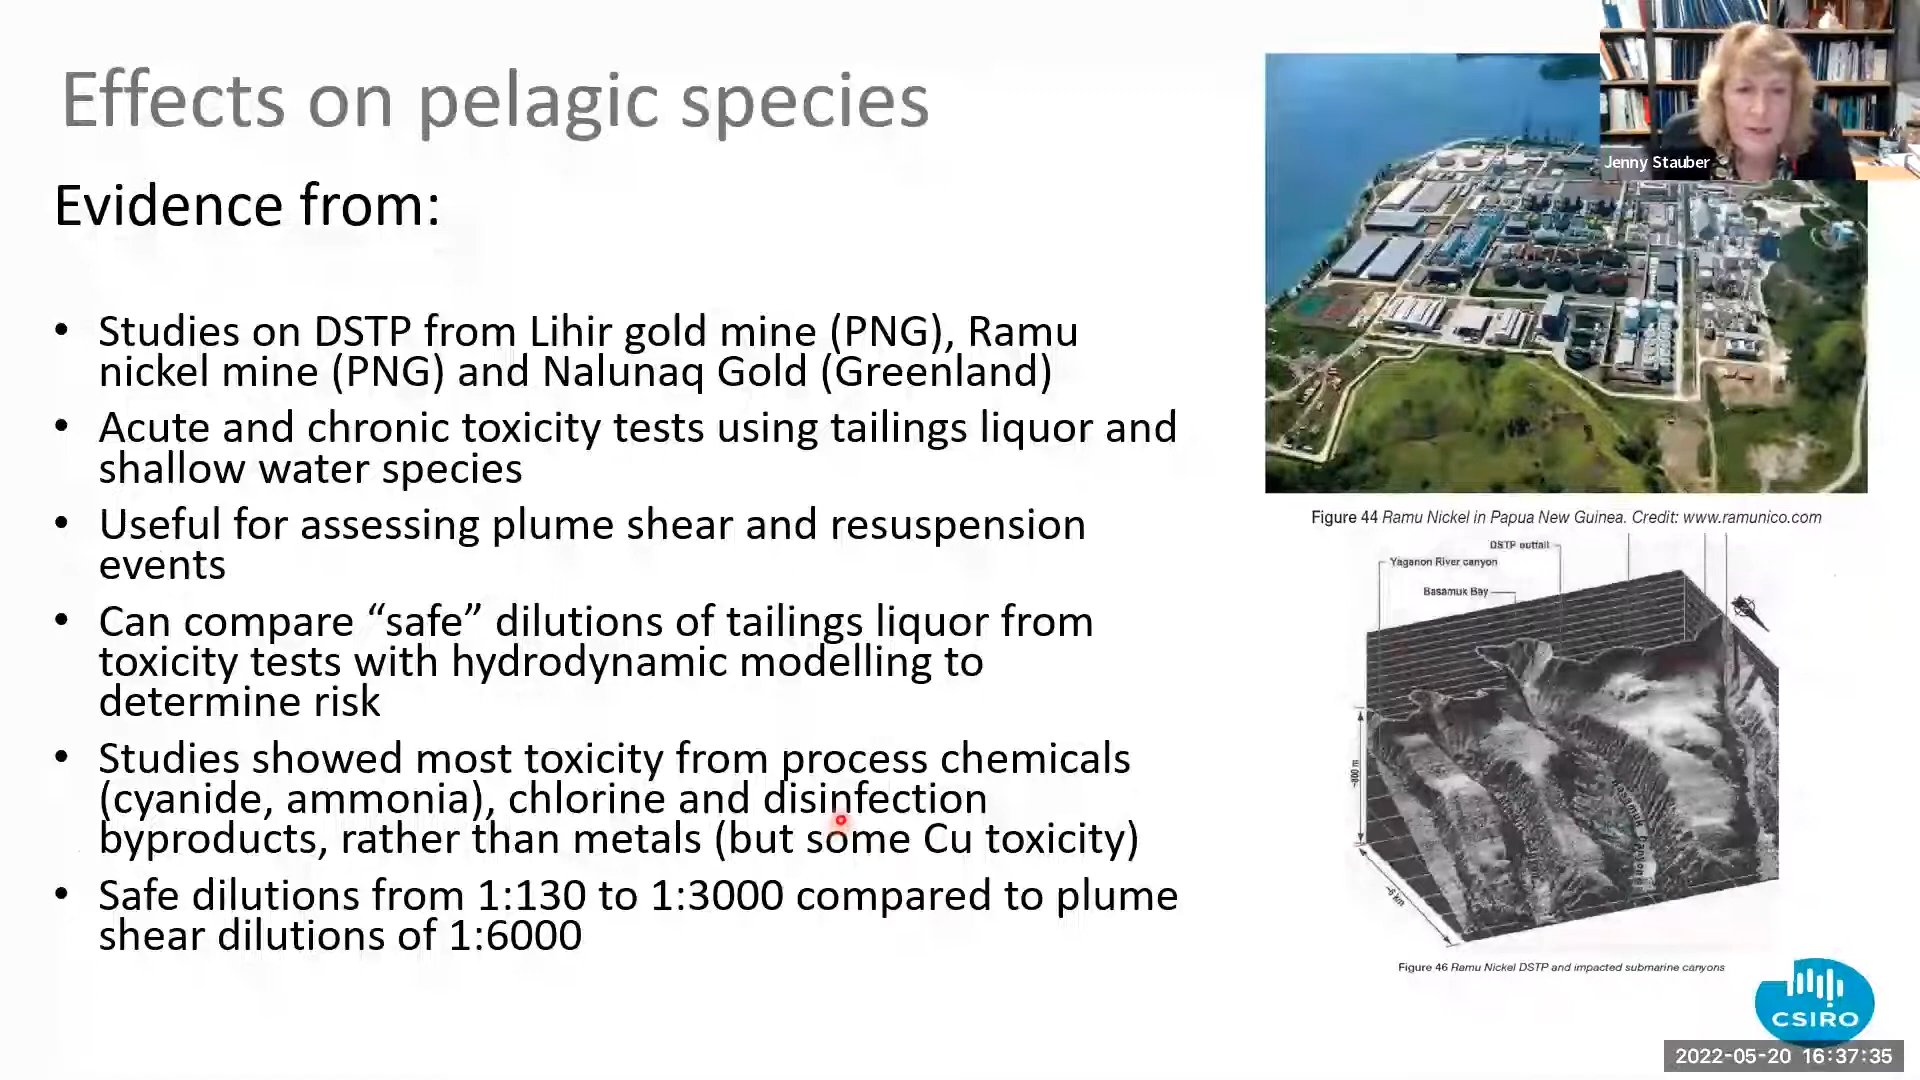 Effects on pelagic species
Jenny Stauber
Evidence from:
• Studies on DSTP from Lihir gold mine (PNG), Ramu
nickel mine (PNG) and Nalunaq Gold (Greenland)
• Acute and chronic toxicity tests using tailings liquor and
shallow water species
• Useful for assessing plume shear and resuspension
events
• Can compare “safe” dilutions of tailings liquor from
toxicity tests with hydrodynamic modelling to
determine risk
• Studies showed most toxicity from process chemicals
(cyanide, ammonia), chlorine and disinfection
byproducts, rather than metals (but some Cu toxicity)
• Safe dilutions from 1:130 to 1:3000 compared to plume
shear dilutions of 1:6000
Figure 44 Ramu Nickel in Papua New Guinea. Credit: www.ramunico.com
DSTP outfall
Yaganon River canyon
Basamuk Bay
~800 m
~6 km
Basamuk Canyon
Figure 46 Ramu Nickel DSTP and impacted submarine canyons
CSIRO
2022-05-20 16:37:35